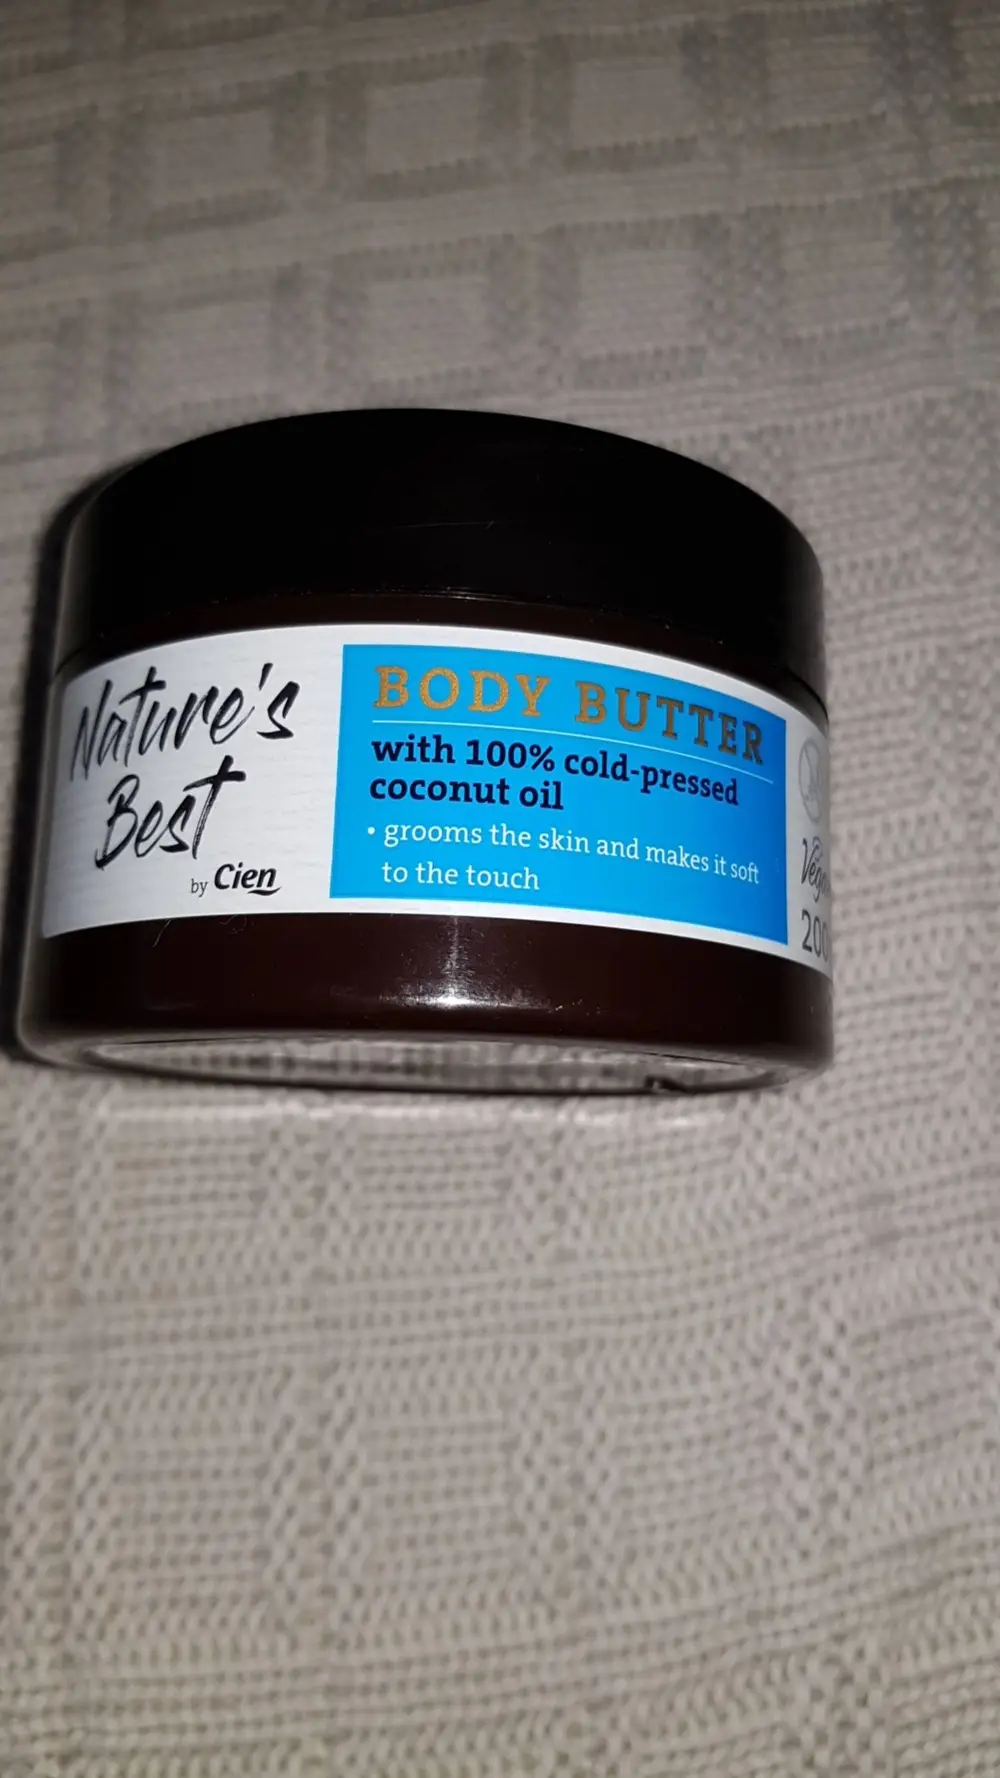 Nature's
Best
by Cien
BODY BUTTER
with 100% cold-pressed
coconut oil
• grooms the skin and makes it soft
to the touch
200